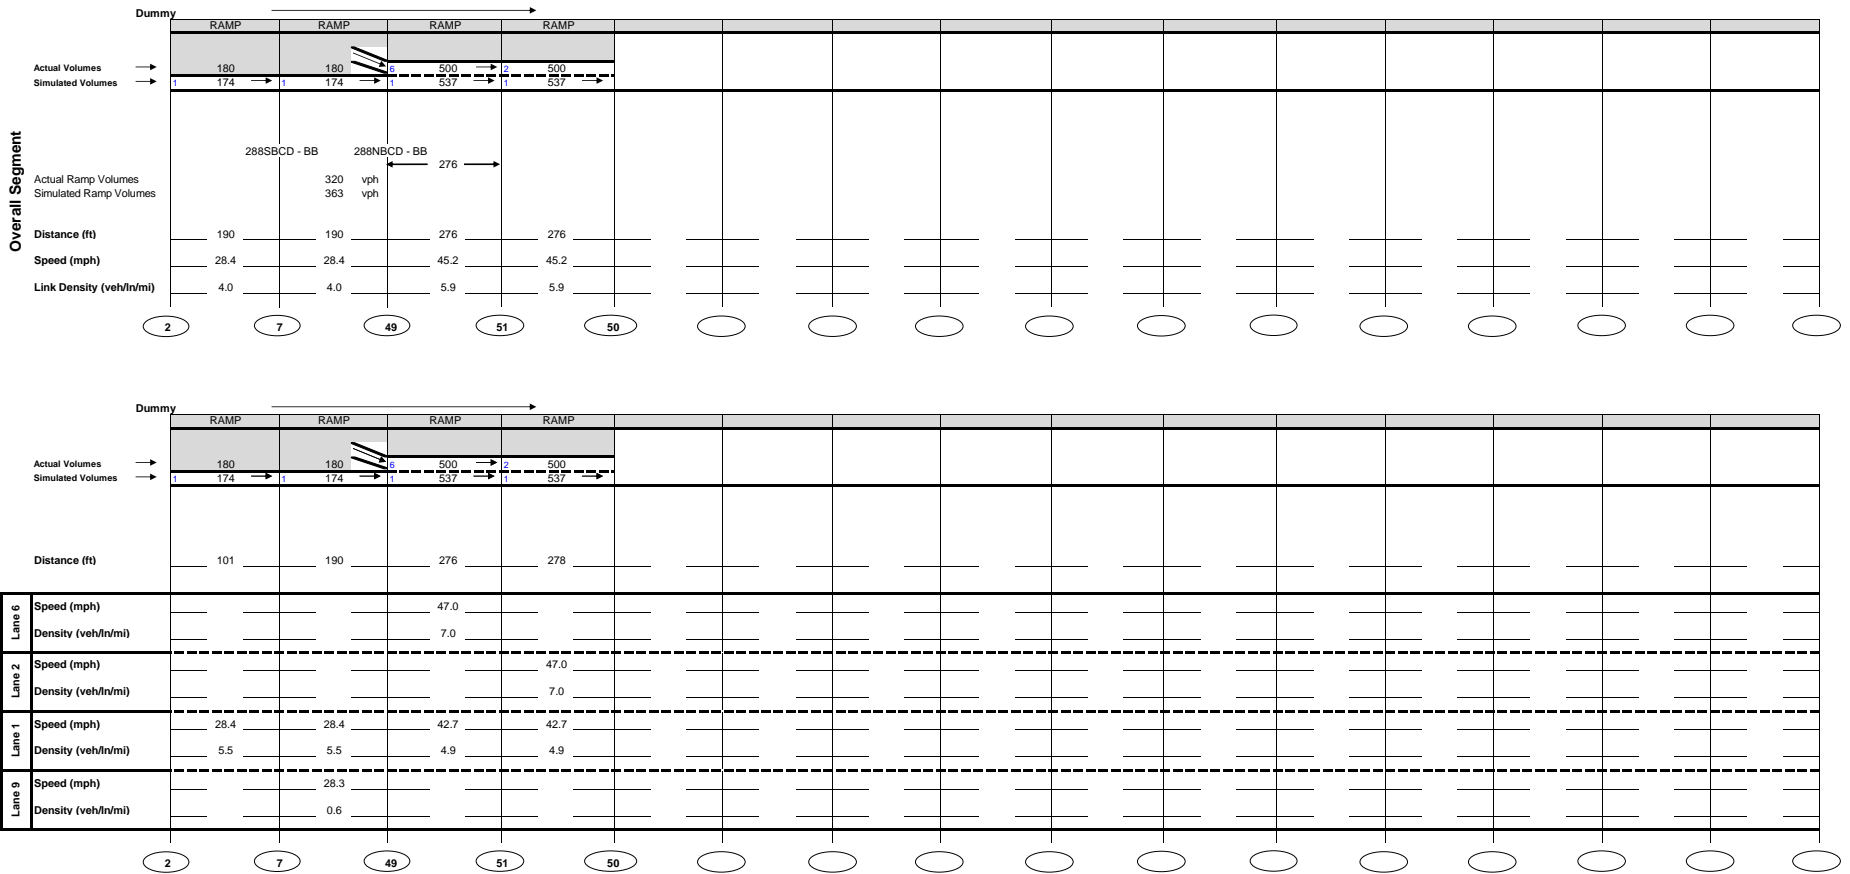 Dummy
RAMP RAMP RAMP RAMP
Actual Volumes 180 180 6 500 2 500
Simulated Volumes 1 174 1 174 1 537 1 537
Overall Segment
288SBCD - BB 288NBCD - BB
276
Actual Ramp Volumes 320 vph
Simulated Ramp Volumes 363 vph
Distance (ft) 190 190 276 276
Speed (mph) 28.4 28.4 45.2 45.2
Link Density (veh/ln/mi) 4.0 4.0 5.9 5.9
2 7 49 51 50
Dummy
RAMP RAMP RAMP RAMP
Actual Volumes 180 180 6 500 2 500
Simulated Volumes 1 174 1 174 1 537 1 537
Distance (ft) 101 190 276 278
Lane 6
Speed (mph) 47.0
Density (veh/ln/mi) 7.0
Lane 2
Speed (mph) 47.0
Density (veh/ln/mi) 7.0
Lane 1
Speed (mph) 28.4 28.4 42.7 42.7
Density (veh/ln/mi) 5.5 5.5 4.9 4.9
Lane 9
Speed (mph) 28.3
Density (veh/ln/mi) 0.6
2 7 49 51 50